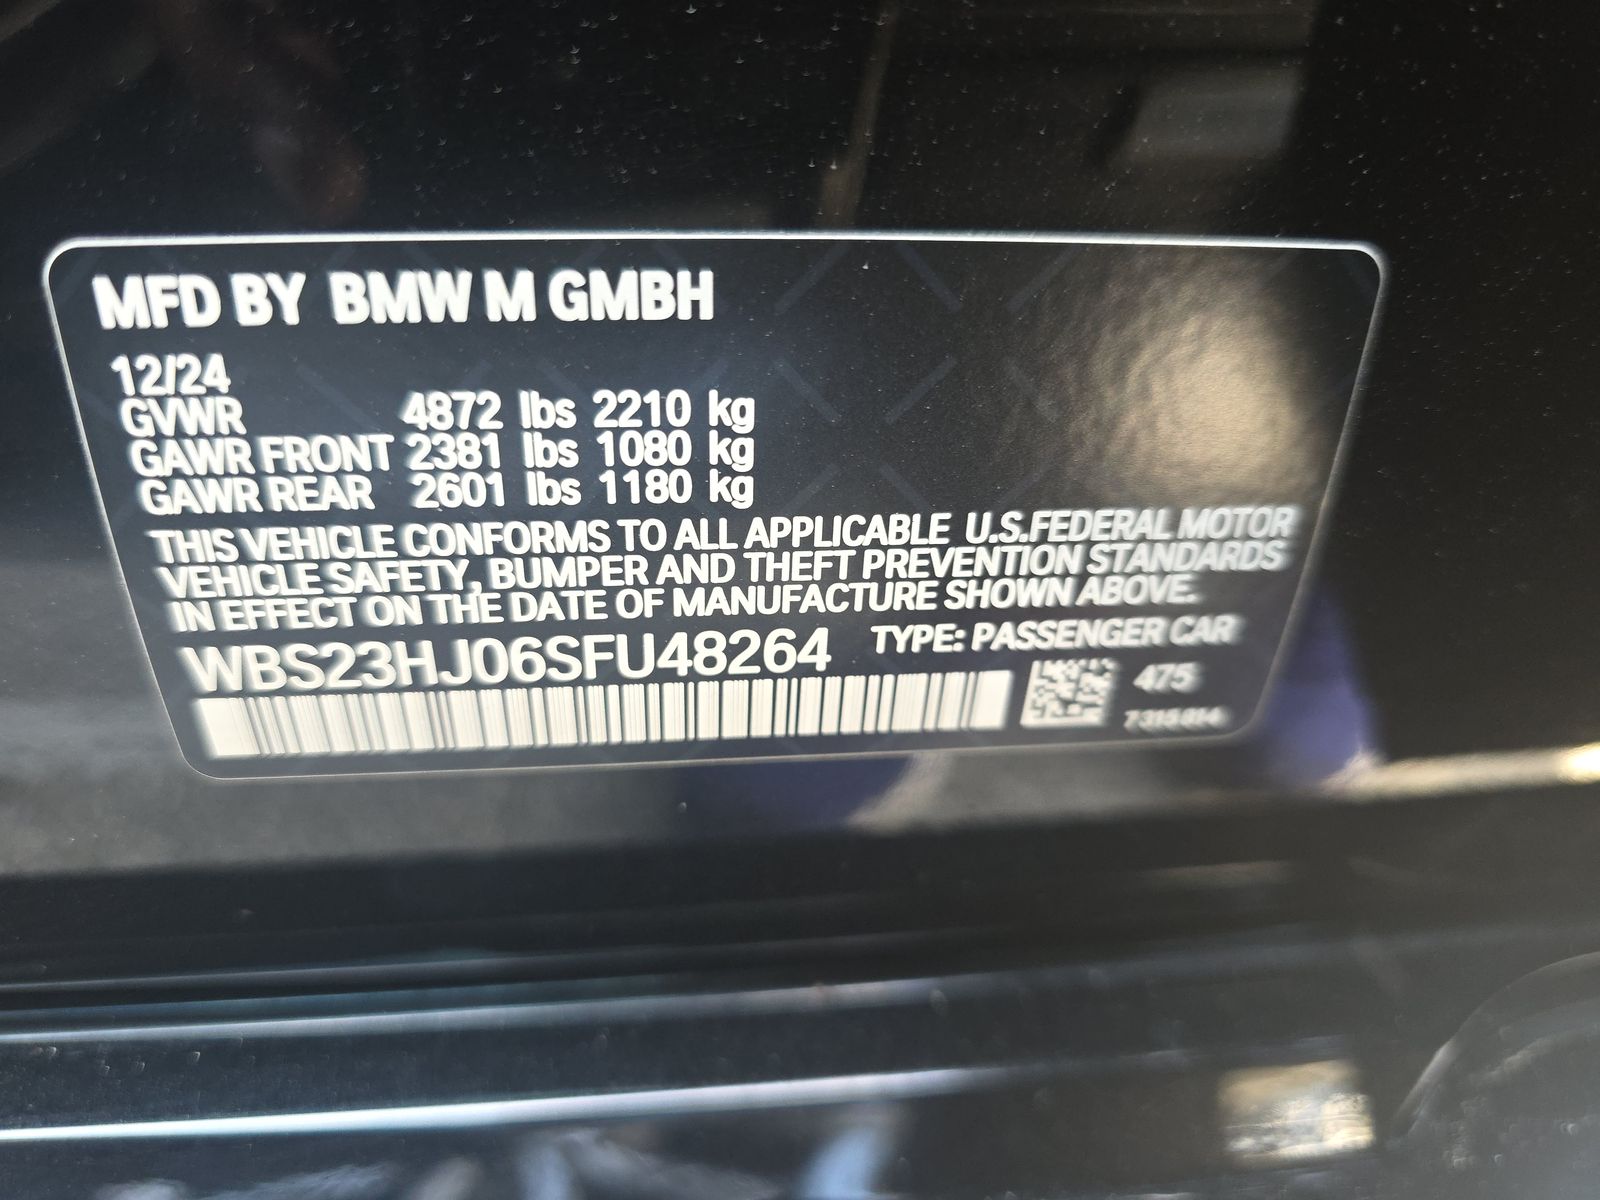 MFD BY BMW M GMBH
12/24
GVWR 4872 lbs 2210 kg
GAWR FRONT 2381 lbs 1080 kg
GAWR REAR 2601 lbs 1180 kg
THIS VEHICLE CONFORMS TO ALL APPLICABLE U.S.FEDERAL MOTOR
VEHICLE SAFETY, BUMPER AND THEFT PREVENTION STANDARDS
IN EFFECT ON THE DATE OF MANUFACTURE SHOWN ABOVE.
WBS23HJ06SFU48264 TYPE: PASSENGER CAR
475